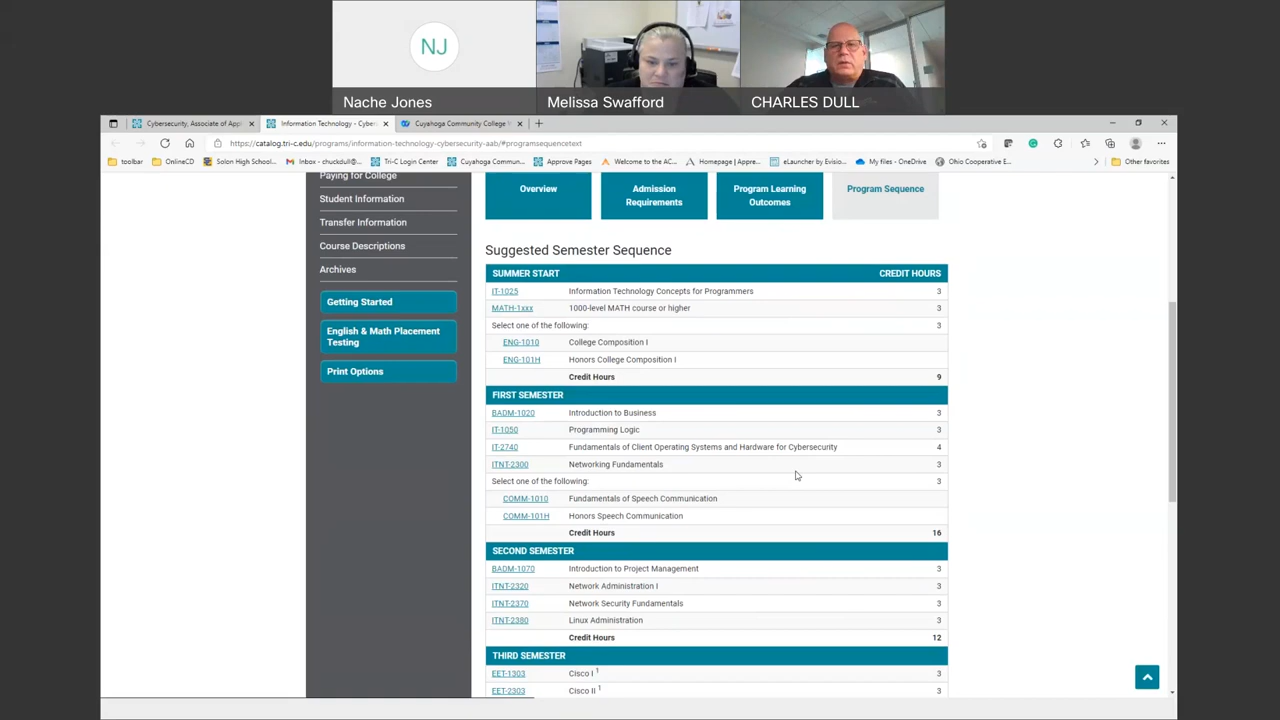 NJ
Nache Jones
Melissa Swafford
CHARLES DULL
Cybersecurity, Associate of Appl
Information Technology - Cyber
Cuyahoga Community College
https://catalog.tri-c.edu/programs/information-technology-cybersecurity-aab/#programsequencetext
toolbar
OnlineCD
Solon High School...
Inbox - chuckdull@...
Tri-C Login Center
Cuyahoga Commun...
Approve Pages
Welcome to the AC...
Homepage | Appre...
eLauncher by Evisio...
My files - OneDrive
Ohio Cooperative E...
Other favorites
Paying for College
Student Information
Transfer Information
Course Descriptions
Archives
Getting Started
English & Math Placement
Testing
Print Options
Overview
Admission
Requirements
Program Learning
Outcomes
Program Sequence
Suggested Semester Sequence
SUMMER START CREDIT HOURS
IT-1025 Information Technology Concepts for Programmers 3
MATH-1xxx 1000-level MATH course or higher 3
Select one of the following: 3
ENG-1010 College Composition I
ENG-101H Honors College Composition I
Credit Hours 9
FIRST SEMESTER
BADM-1020 Introduction to Business 3
IT-1050 Programming Logic 3
IT-2740 Fundamentals of Client Operating Systems and Hardware for Cybersecurity 4
ITNT-2300 Networking Fundamentals 3
Select one of the following: 3
COMM-1010 Fundamentals of Speech Communication
COMM-101H Honors Speech Communication
Credit Hours 16
SECOND SEMESTER
BADM-1070 Introduction to Project Management 3
ITNT-2320 Network Administration I 3
ITNT-2370 Network Security Fundamentals 3
ITNT-2380 Linux Administration 3
Credit Hours 12
THIRD SEMESTER
EET-1303 Cisco I 1 3
EET-2303 Cisco II 1 3